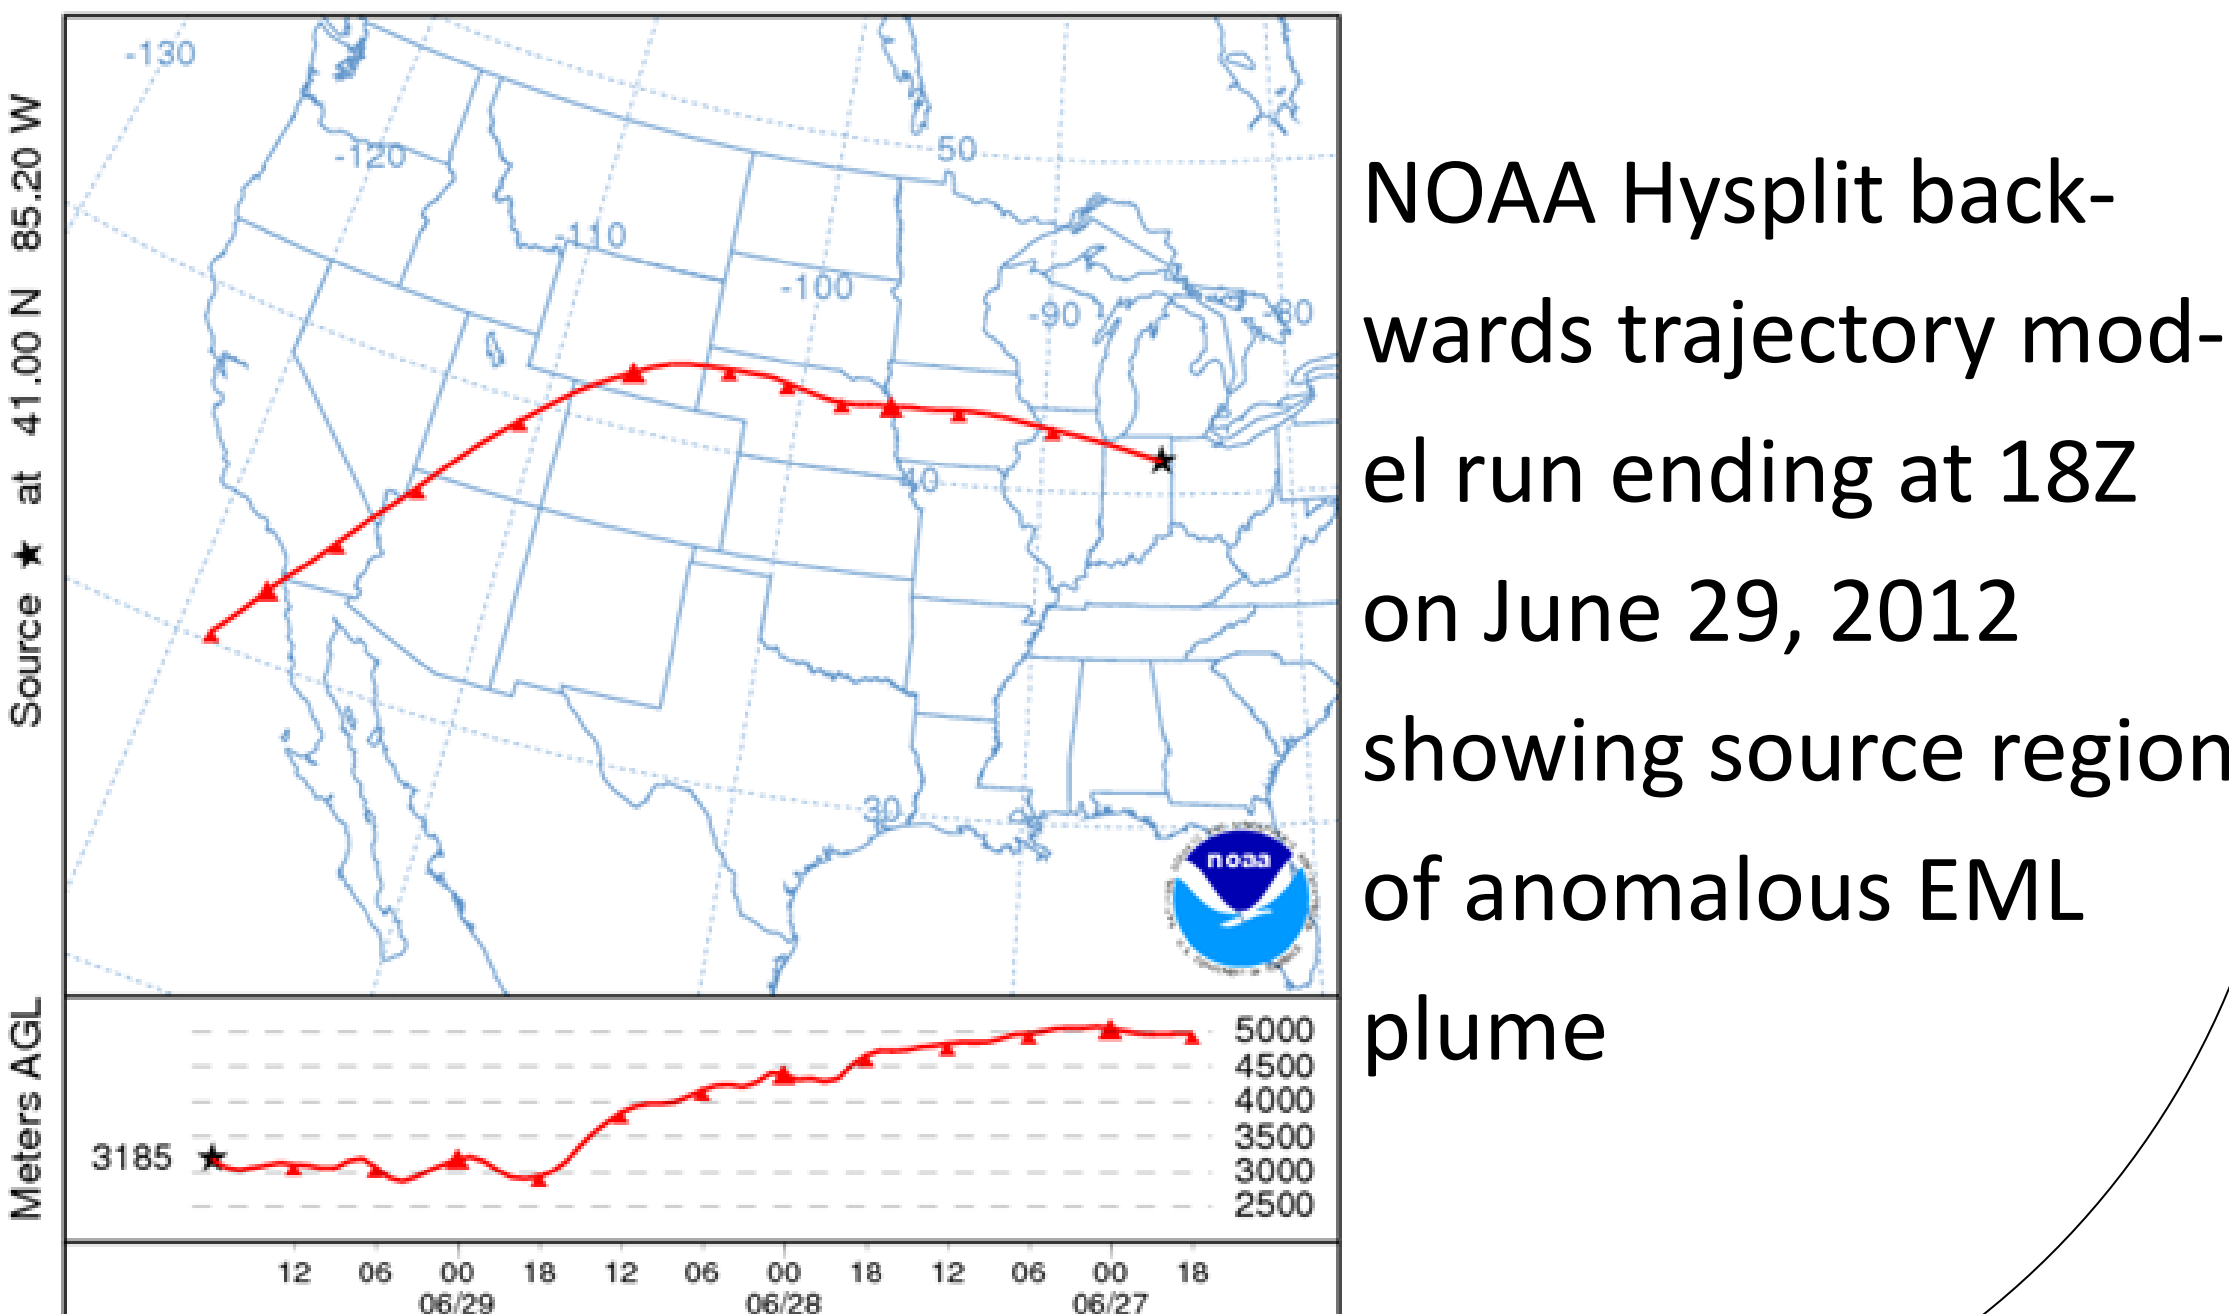 Source ★ at 41.00 N 85.20 W
-130
-120
50
-110
-100
-90
-80
40
30
noaa
Meters AGL
3185
5000
4500
4000
3500
3000
2500
12 06 00 18 12 06 00 18 12 06 00 18
06/29 06/28 06/27
NOAA Hysplit back-
wards trajectory mod-
el run ending at 18Z
on June 29, 2012
showing source region
of anomalous EML
plume